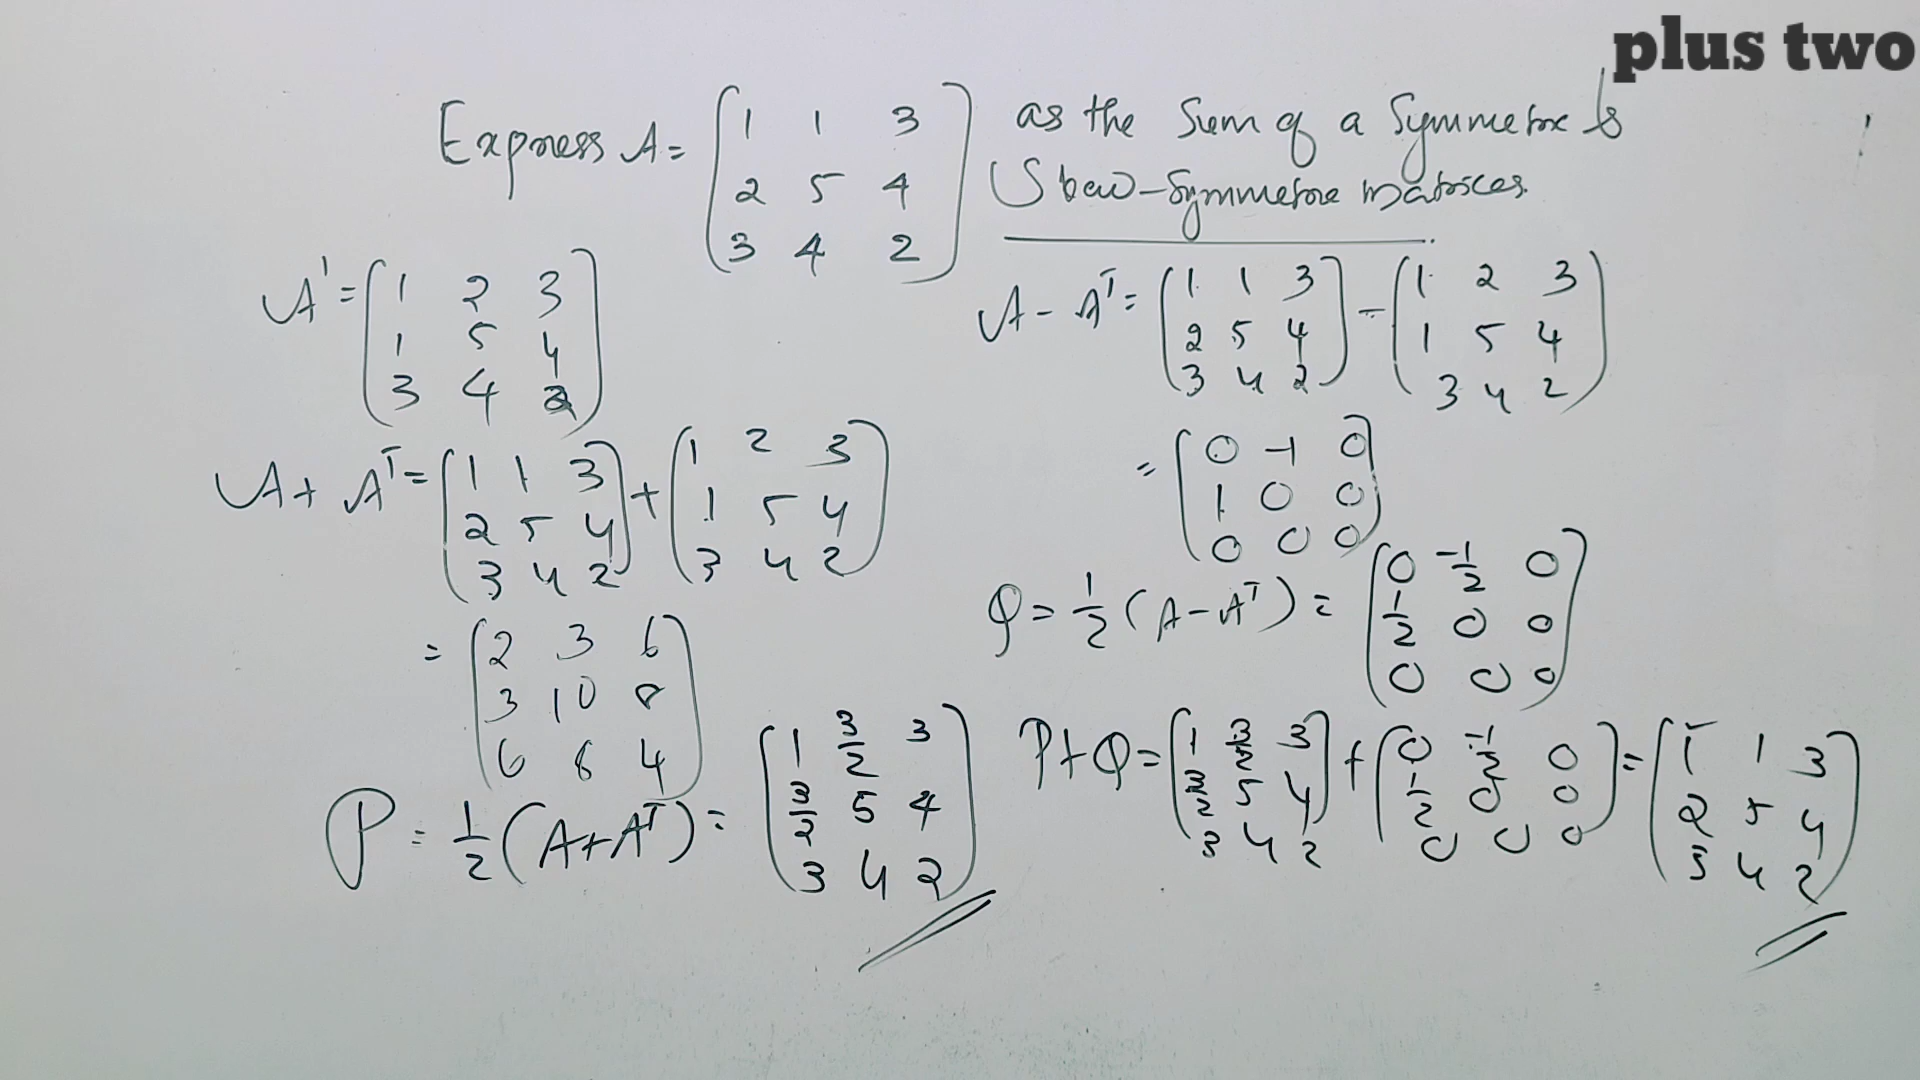 plus two
Express A = [1 1 3
2 5 4
3 4 2] as the Sum of a Symmetric &
Skew-Symmetric matrices.
A' = [1 2 3
1 5 4
3 4 2]
A + Aᵀ = [1 1 3
2 5 4
3 4 2] + [1 2 3
1 5 4
3 4 2]
= [2 3 6
3 10 8
6 8 4]
P = 1/2 (A+Aᵀ) = [1 3/2 3
3/2 5 4
3 4 2]
A - Aᵀ = [1 1 3
2 5 4
3 4 2] - [1 2 3
1 5 4
3 4 2]
= [0 -1 0
1 0 0
0 0 0]
Q = 1/2 (A-Aᵀ) = [0 -1/2 0
1/2 0 0
0 0 0]
P+Q = [1 3/2 3
3/2 5 4
3 4 2] + [0 -1/2 0
1/2 0 0
0 0 0] = [1 1 3
2 5 4
3 4 2]